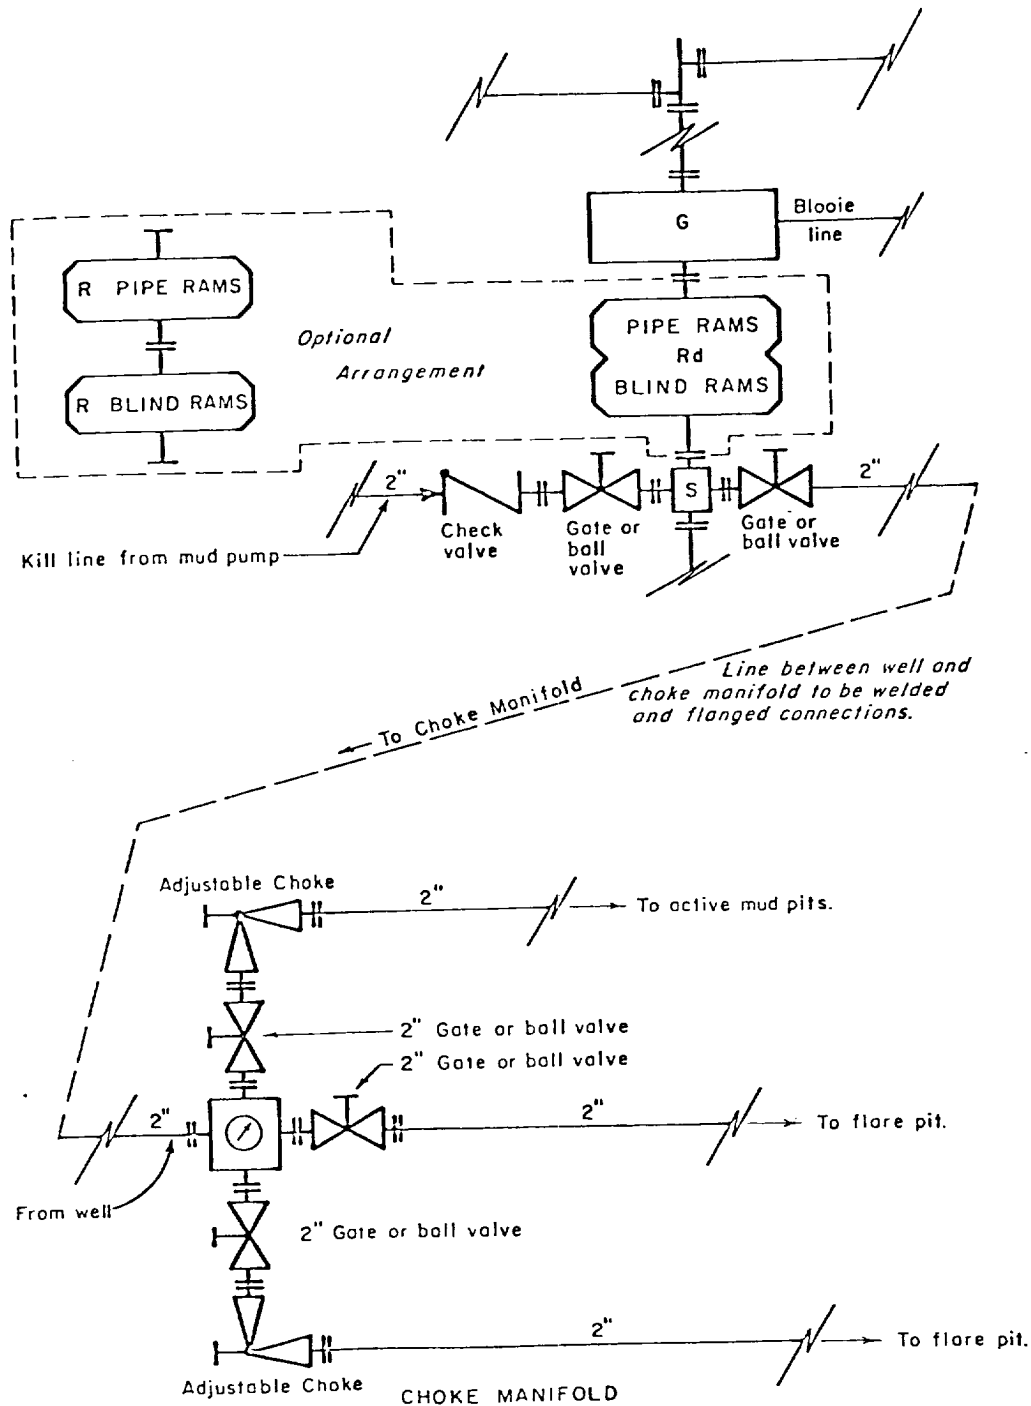 G
Blooie
line
R PIPE RAMS
R BLIND RAMS
Optional
Arrangement
PIPE RAMS
Rd
BLIND RAMS
2"
S
2"
Check
valve
Gate or
ball
valve
Gate or
ball valve
Kill line from mud pump
Line between well and
choke manifold to be welded
and flanged connections.
To Choke Manifold
Adjustable Choke
2"
To active mud pits.
2" Gate or ball valve
2" Gate or ball valve
2"
2"
To flare pit.
From well
2" Gate or ball valve
2"
To flare pit.
Adjustable Choke
CHOKE MANIFOLD